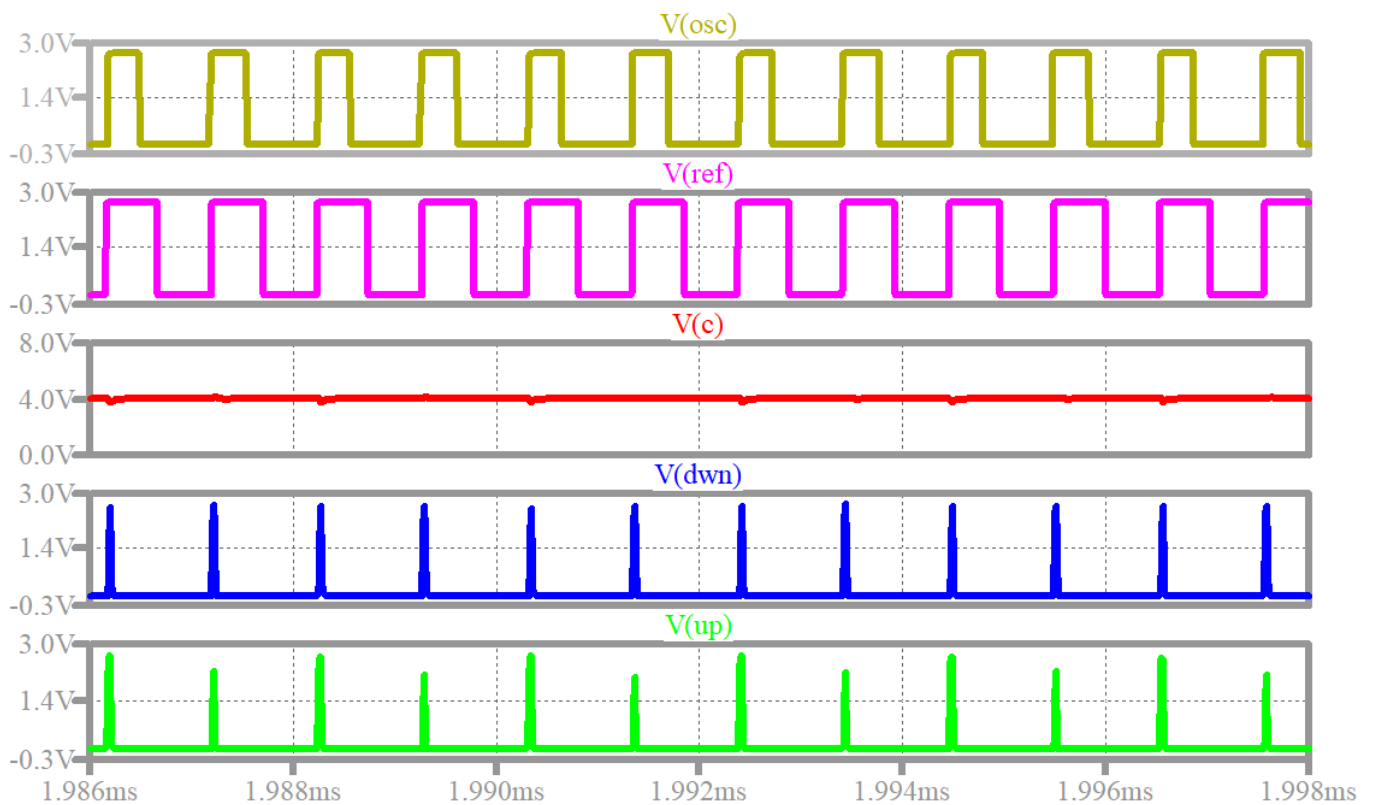 V(osc)
3.0V
1.4V
-0.3V
V(ref)
3.0V
1.4V
-0.3V
V(c)
8.0V
4.0V
0.0V
V(dwn)
3.0V
1.4V
-0.3V
V(up)
3.0V
1.4V
-0.3V
1.986ms 1.988ms 1.990ms 1.992ms 1.994ms 1.996ms 1.998ms